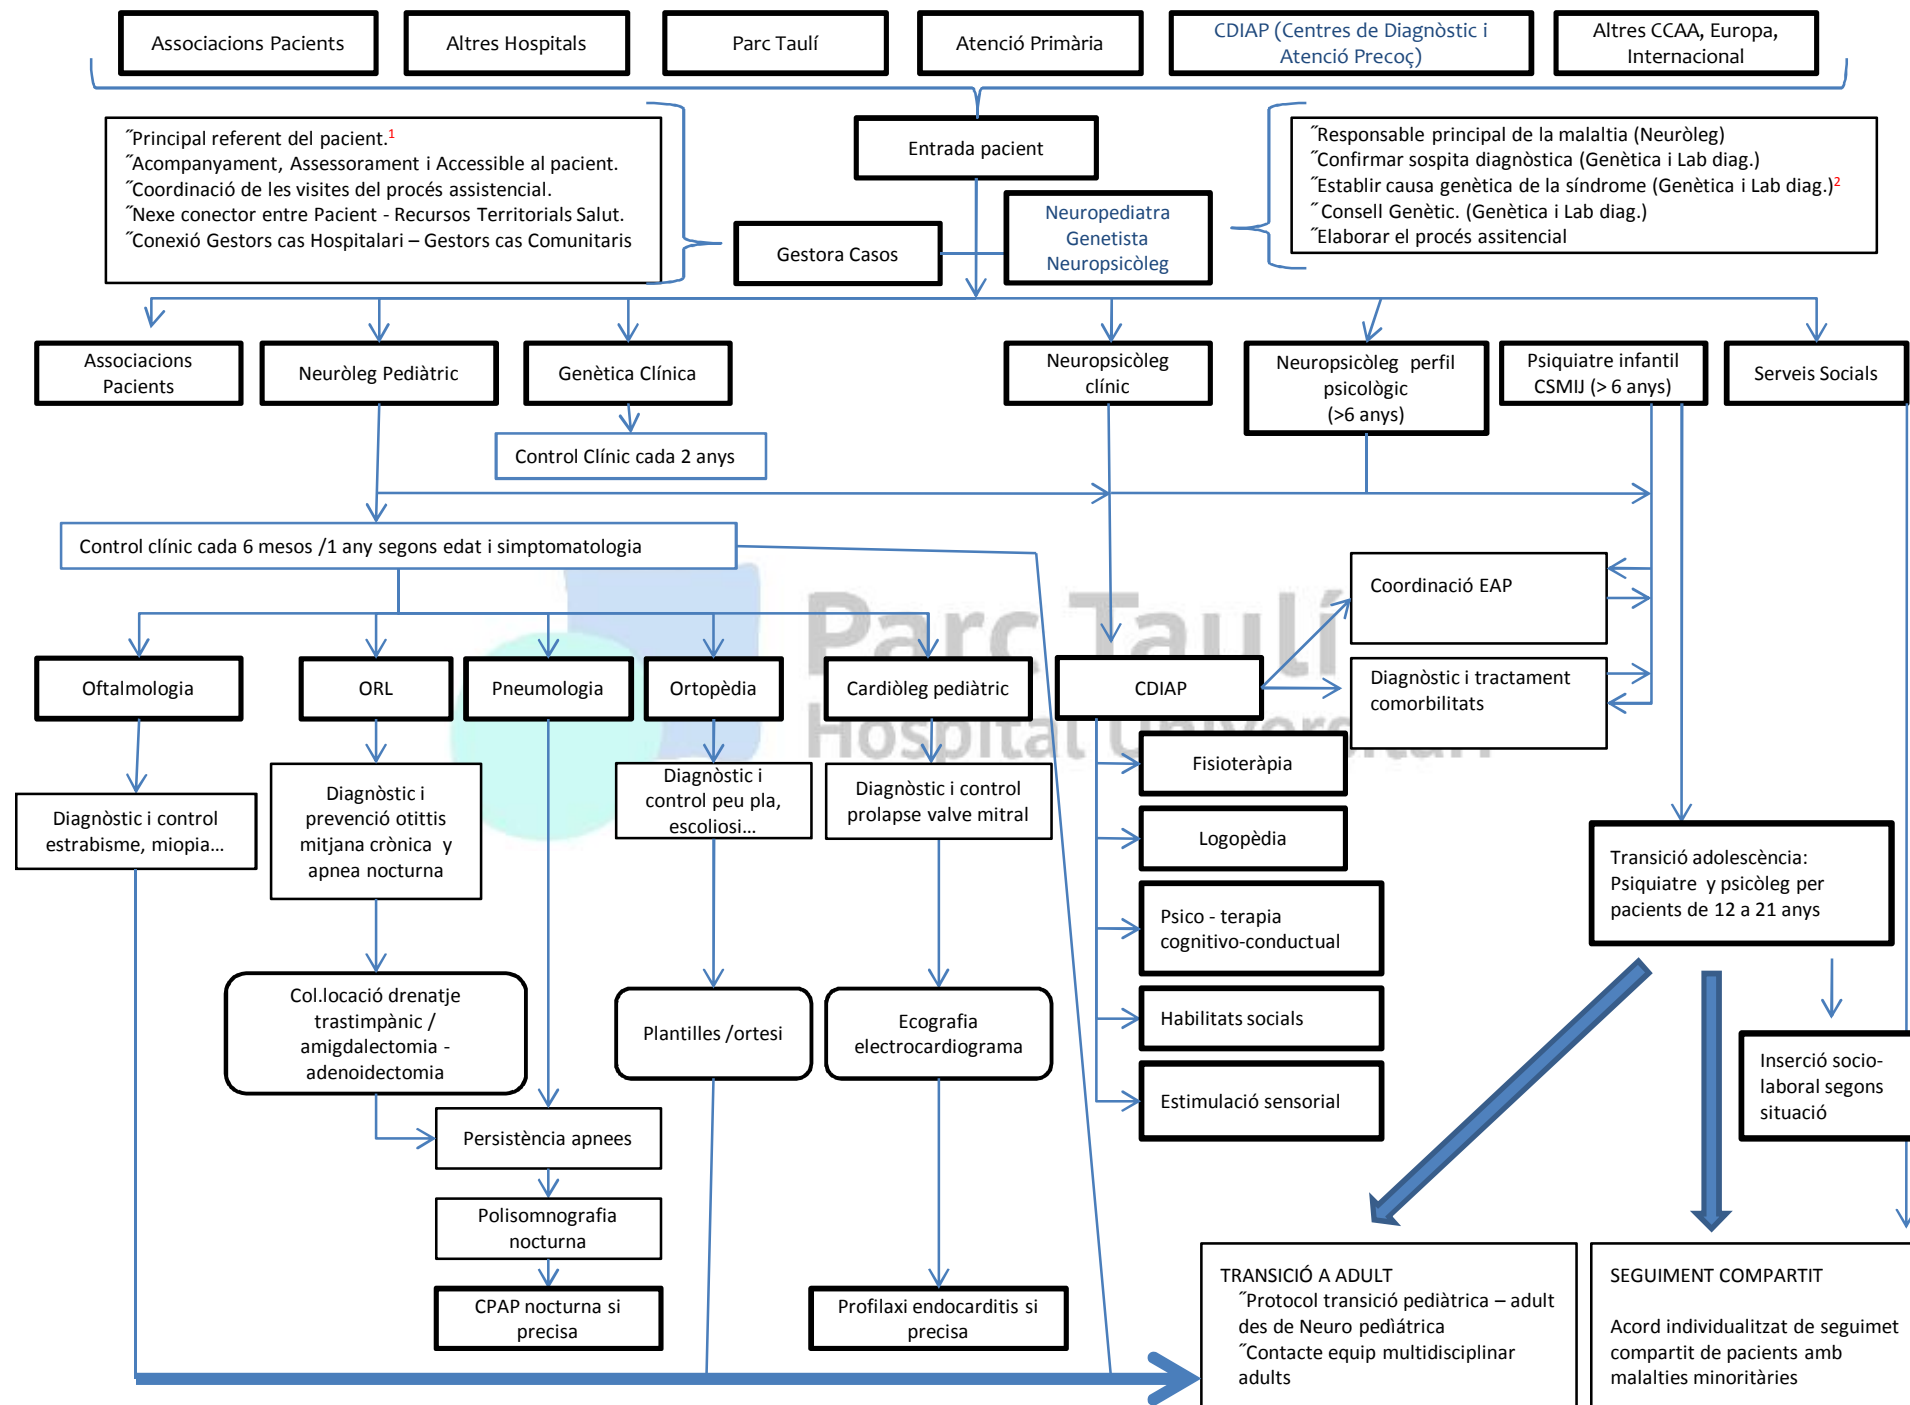 Associacions Pacients
Altres Hospitals
Parc Taulí
Atenció Primària
CDIAP (Centres de Diagnòstic i
Atenció Precoç)
Altres CCAA, Europa,
Internacional
˝Principal referent del pacient.1
˝Acompanyament, Assessorament i Accessible al pacient.
˝Coordinació de les visites del procés assistencial.
˝Nexe conector entre Pacient - Recursos Territorials Salut.
˝Conexió Gestors cas Hospitalari – Gestors cas Comunitaris
Entrada pacient
˝Responsable principal de la malaltia (Neuròleg)
˝Confirmar sospita diagnòstica (Genètica i Lab diag.)
˝Establir causa genètica de la síndrome (Genètica i Lab diag.)2
˝ Consell Genètic. (Genètica i Lab diag.)
˝Elaborar el procés assitencial
Gestora Casos
Neuropediatra
Genetista
Neuropsicòleg
Associacions
Pacients
Neuròleg Pediàtric
Genètica Clínica
Neuropsicòleg
clínic
Neuropsicòleg perfil
psicològic
(>6 anys)
Psiquiatre infantil
CSMIJ (> 6 anys)
Serveis Socials
Control Clínic cada 2 anys
Control clínic cada 6 mesos /1 any segons edat i simptomatologia
Parc Taulí
Hospital Universitari
Coordinació EAP
Oftalmologia
ORL
Pneumologia
Ortopèdia
Cardiòleg pediàtric
CDIAP
Diagnòstic i tractament
comorbilitats
Diagnòstic i control
estrabisme, miopia…
Diagnòstic i
prevenció otittis
mitjana crònica y
apnea nocturna
Diagnòstic i
control peu pla,
escoliosi…
Diagnòstic i control
prolapse valve mitral
Fisioteràpia
Logopèdia
Psico - terapia
cognitivo-conductual
Habilitats socials
Estimulació sensorial
Transició adolescència:
Psiquiatre y psicòleg per
pacients de 12 a 21 anys
Col.locació drenatje
trastimpànic /
amigdalectomia -
adenoidectomia
Plantilles /ortesi
Ecografia
electrocardiograma
Inserció socio-
laboral segons
situació
Persistència apnees
Polisomnografia
nocturna
CPAP nocturna si
precisa
Profilaxi endocarditis si
precisa
TRANSICIÓ A ADULT
˝Protocol transició pediàtrica – adult
des de Neuro pedìátrica
˝Contacte equip multidisciplinar
adults
SEGUIMENT COMPARTIT
Acord individualitzat de seguimet
compartit de pacients amb
malalties minoritàries